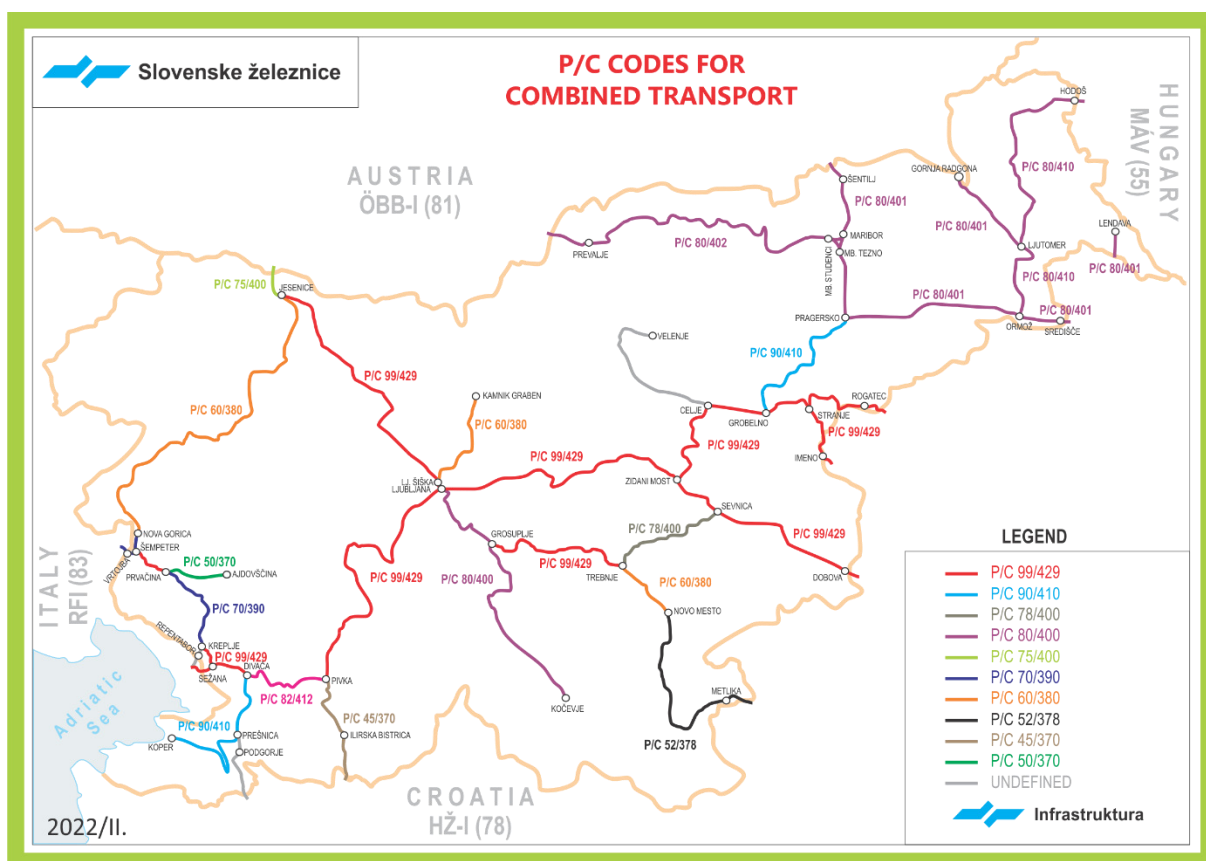 Slovenske železnice
P/C CODES FOR
COMBINED TRANSPORT
AUSTRIA
ÖBB-I (81)
HUNGARY
MÁV (55)
ITALY
RFI (83)
CROATIA
HŽ-I (78)
Adriatic
Sea
HODOŠ
P/C 80/410
GORNJA RADGONA
ŠENTILJ
P/C 80/401
P/C 80/401
LENDAVA
P/C 80/401
MARIBOR
P/C 80/402
MB. STUDENCI
MB. TEZNO
PREVALJE
LJUTOMER
P/C 80/410
P/C 75/400
JESENICE
P/C 80/401
P/C 80/401
PRAGERSKO
ORMOŽ
SREDIŠČE
VELENJE
P/C 90/410
P/C 99/429
P/C 60/380
KAMNIK GRABEN
P/C 60/380
CELJE
GROBELNO
STRANJE
ROGATEC
P/C 99/429
P/C 99/429
IMENO
P/C 99/429
LJ. ŠIŠKA
LJUBLJANA
ZIDANI MOST
SEVNICA
P/C 78/400
P/C 99/429
DOBOVA
NOVA GORICA
ŠEMPETER
VRTOJBA
PRVAČINA
P/C 50/370
AJDOVŠČINA
P/C 99/429
GROSUPLJE
P/C 99/429
TREBNJE
P/C 80/400
P/C 60/380
NOVO MESTO
P/C 70/390
REPENTABOR
KREPLJE
P/C 99/429
SEŽANA
DIVAČA
P/C 82/412
PIVKA
KOČEVJE
METLIKA
P/C 52/378
P/C 90/410
KOPER
PREŠNICA
PODGORJE
P/C 45/370
ILIRSKA BISTRICA
LEGEND
P/C 99/429
P/C 90/410
P/C 78/400
P/C 80/400
P/C 75/400
P/C 70/390
P/C 60/380
P/C 52/378
P/C 45/370
P/C 50/370
UNDEFINED
Infrastruktura
2022/II.